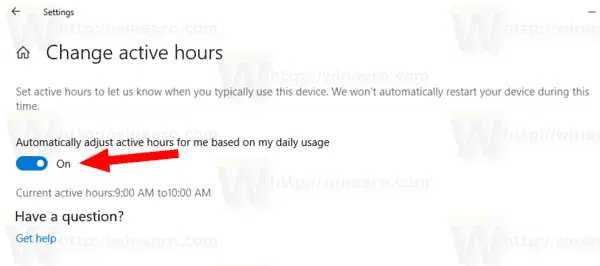 Settings
Change active hours
Set active hours to let us know when you typically use this device. We won't automatically restart your device during this
time.
Automatically adjust active hours for me based on my daily usage
On
Current active hours:9:00 AM to10:00 AM
Have a question?
Get help
W http://winaero.com